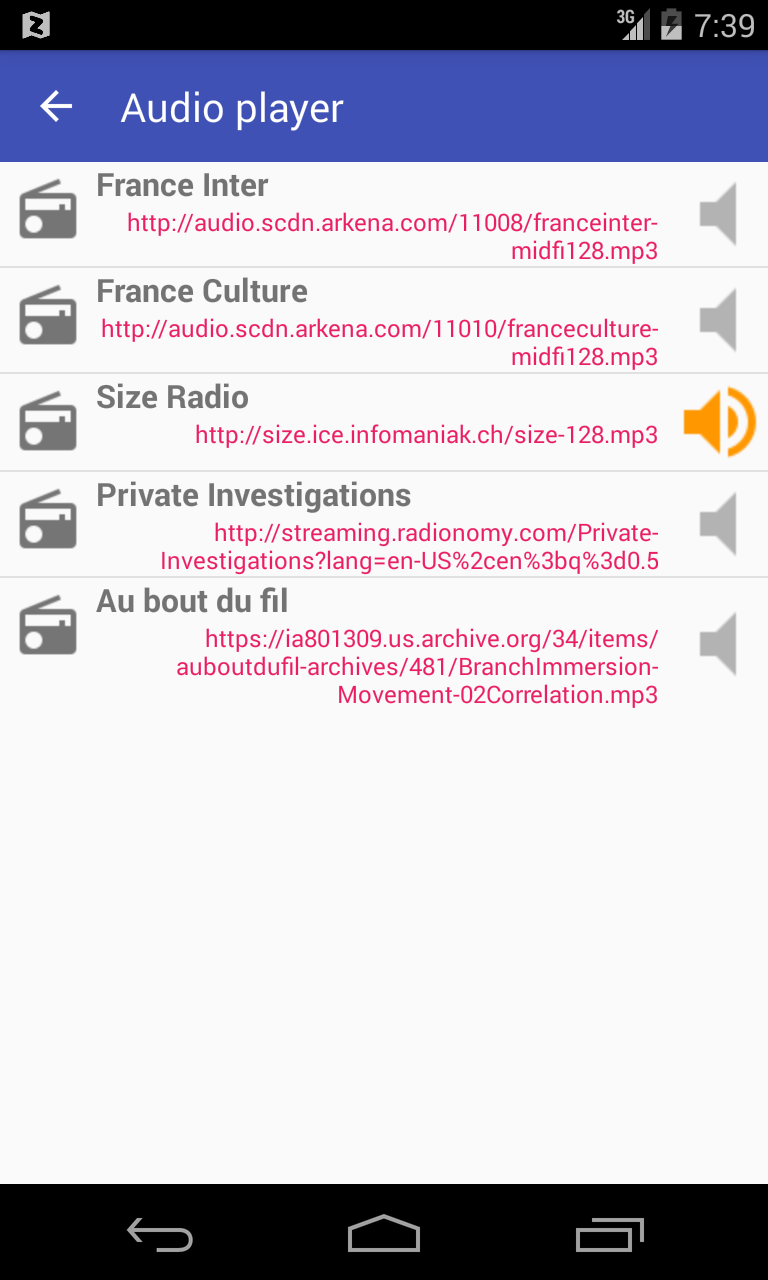 3G 7:39
Audio player
France Inter
http://audio.scdn.arkena.com/11008/franceinter-
midfi128.mp3
France Culture
http://audio.scdn.arkena.com/11010/franceculture-
midfi128.mp3
Size Radio
http://size.ice.infomaniak.ch/size-128.mp3
Private Investigations
http://streaming.radionomy.com/Private-
Investigations?lang=en-US%2cen%3bq%3d0.5
Au bout du fil
https://ia801309.us.archive.org/34/items/
auboutdufil-archives/481/BranchImmersion-
Movement-02Correlation.mp3